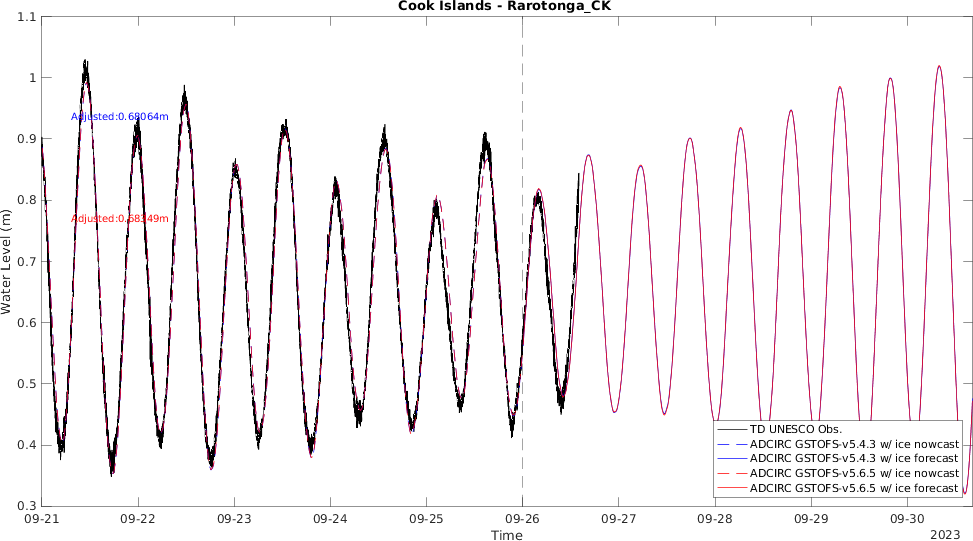 Cook Islands - Rarotonga_CK
Water Level (m)
1.1
1
0.9
0.8
0.7
0.6
0.5
0.4
0.3
Adjusted:0.68064m
Adjusted:0.68349m
TD UNESCO Obs.
ADCIRC GSTOFS-v5.4.3 w/ ice nowcast
ADCIRC GSTOFS-v5.4.3 w/ ice forecast
ADCIRC GSTOFS-v5.6.5 w/ ice nowcast
ADCIRC GSTOFS-v5.6.5 w/ ice forecast
09-21 09-22 09-23 09-24 09-25 09-26 09-27 09-28 09-29 09-30
Time
2023